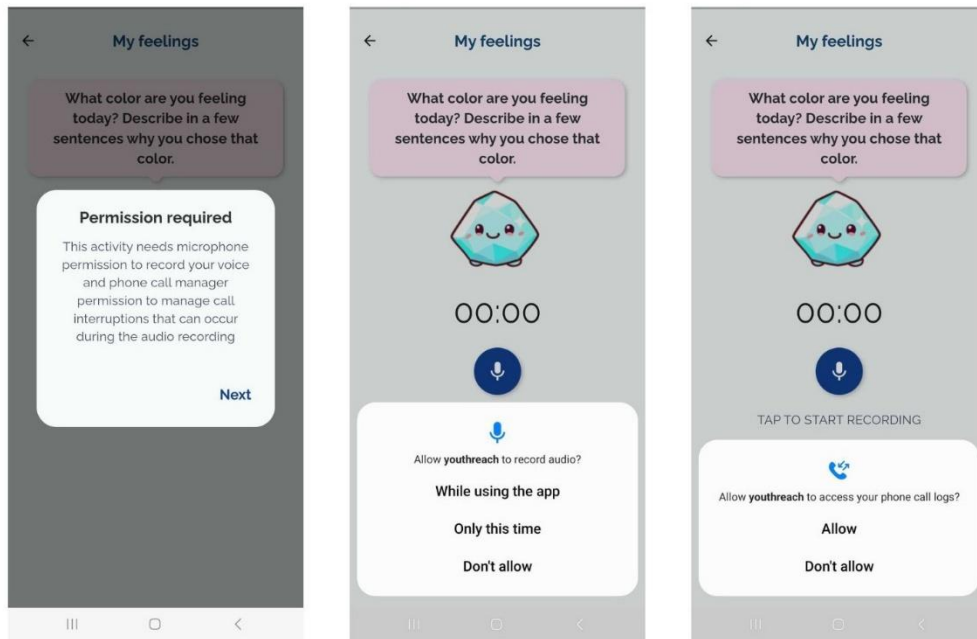 My feelings
What color are you feeling
today? Describe in a few
sentences why you chose that
color.
Permission required
This activity needs microphone
permission to record your voice
and phone call manager
permission to manage call
interruptions that can occur
during the audio recording
Next
My feelings
What color are you feeling
today? Describe in a few
sentences why you chose that
color.
00:00
Allow youthreach to record audio?
While using the app
Only this time
Don't allow
My feelings
What color are you feeling
today? Describe in a few
sentences why you chose that
color.
00:00
TAP TO START RECORDING
Allow youthreach to access your phone call logs?
Allow
Don't allow